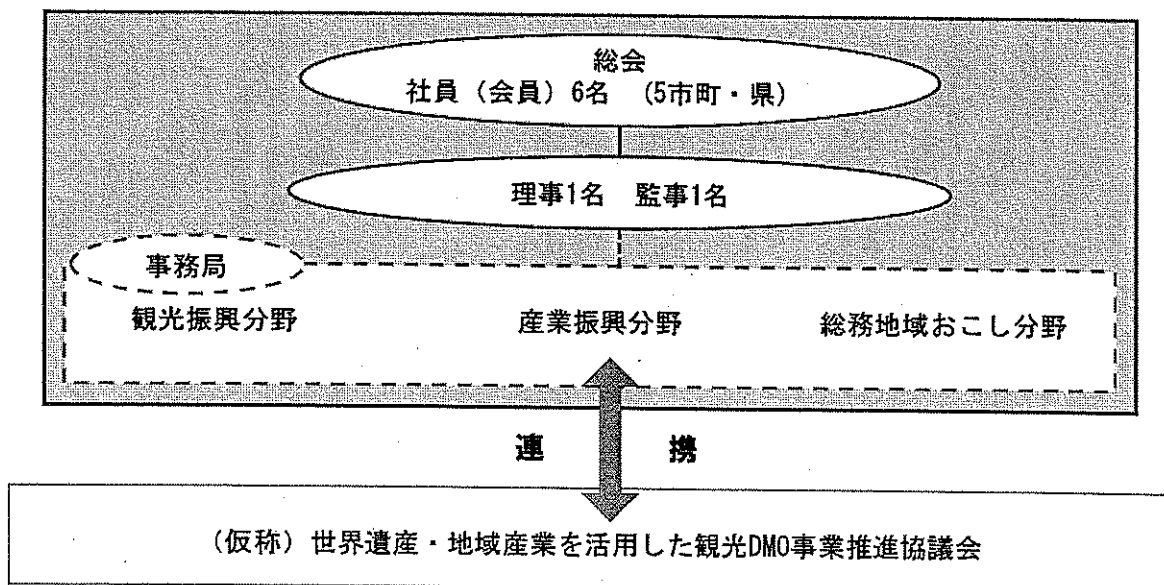 総会
社員（会員）6名　（5市町・県）
理事1名　監事1名
事務局
観光振興分野　産業振興分野　総務地域おこし分野
連　携
（仮称）世界遺産・地域産業を活用した観光DMO事業推進協議会